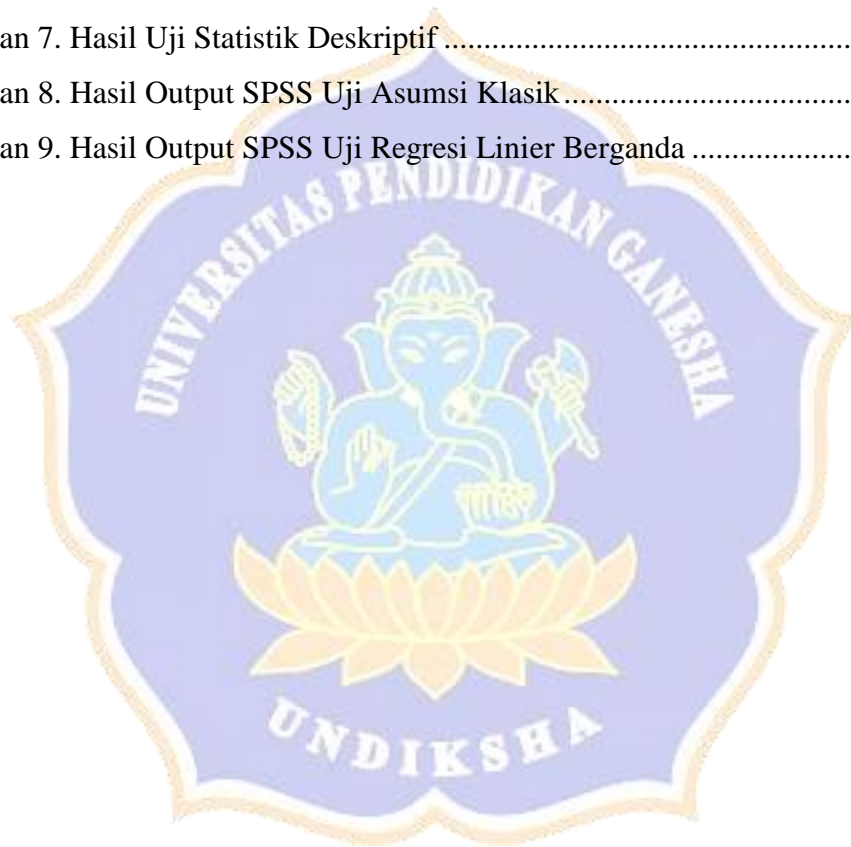 an 7. Hasil Uji Statistik Deskriptif ....................................................
an 8. Hasil Output SPSS Uji Asumsi Klasik.....................................
an 9. Hasil Output SPSS Uji Regresi Linier Berganda ....................
UNIVERSITAS PENDIDIKAN GANESHA
UNDIKSHA